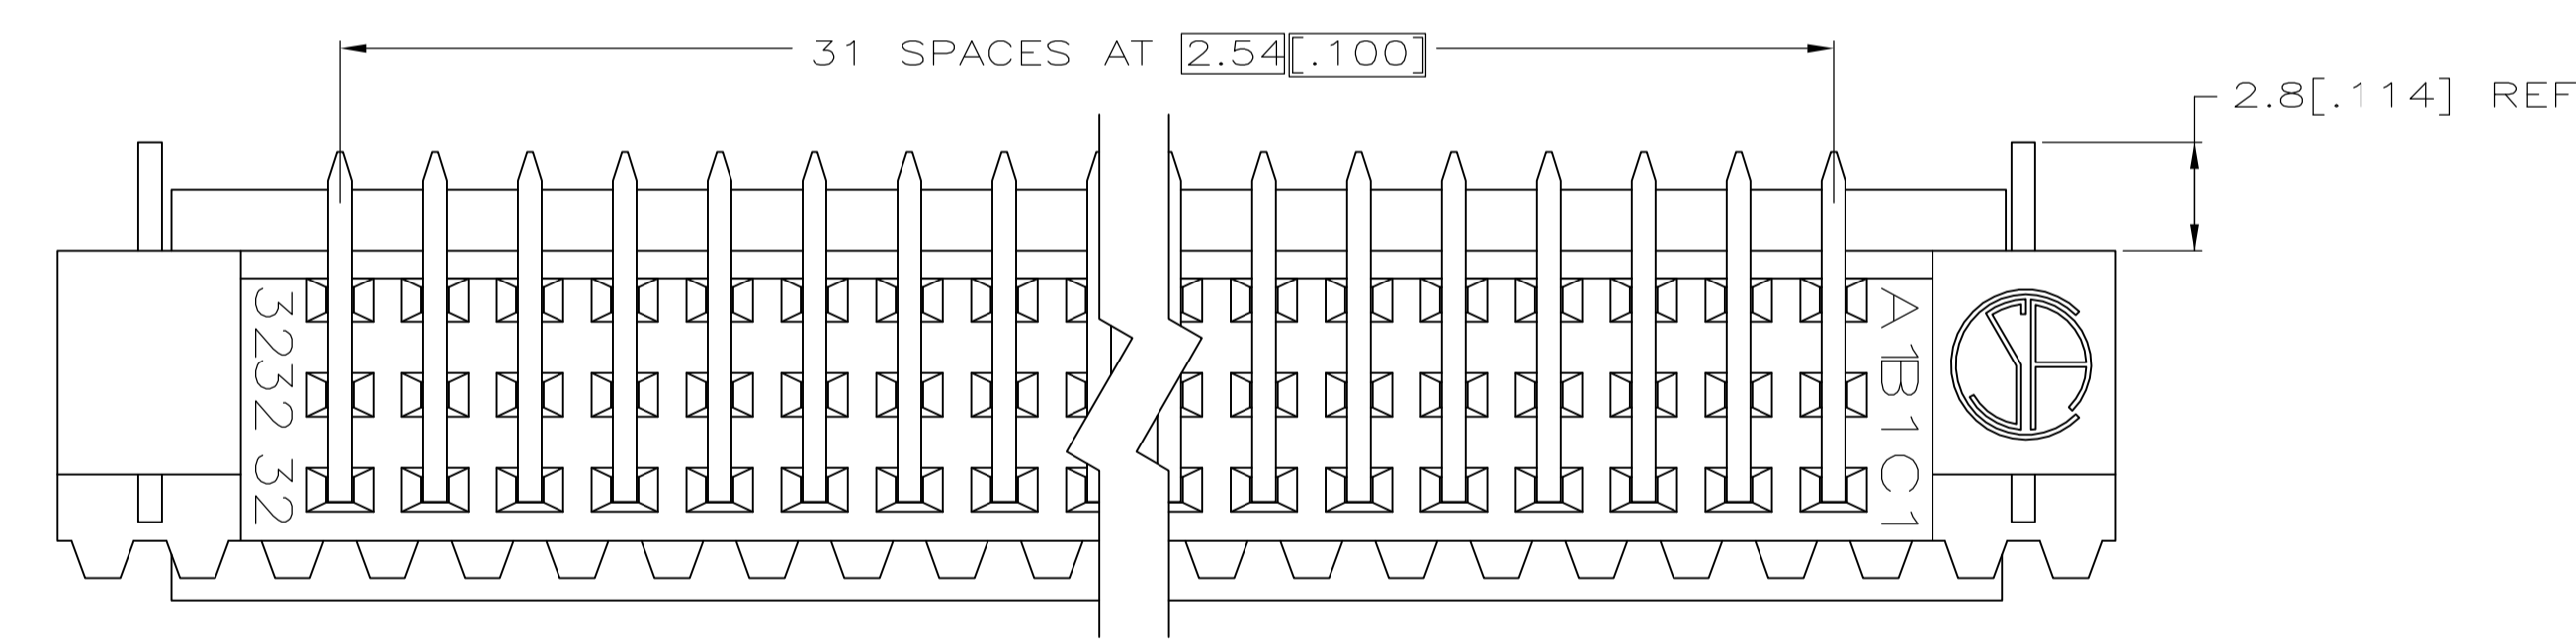 31 SPACES AT 2.54[.100]
2.8[.114] REF
32
32
32
A1
B1
C1